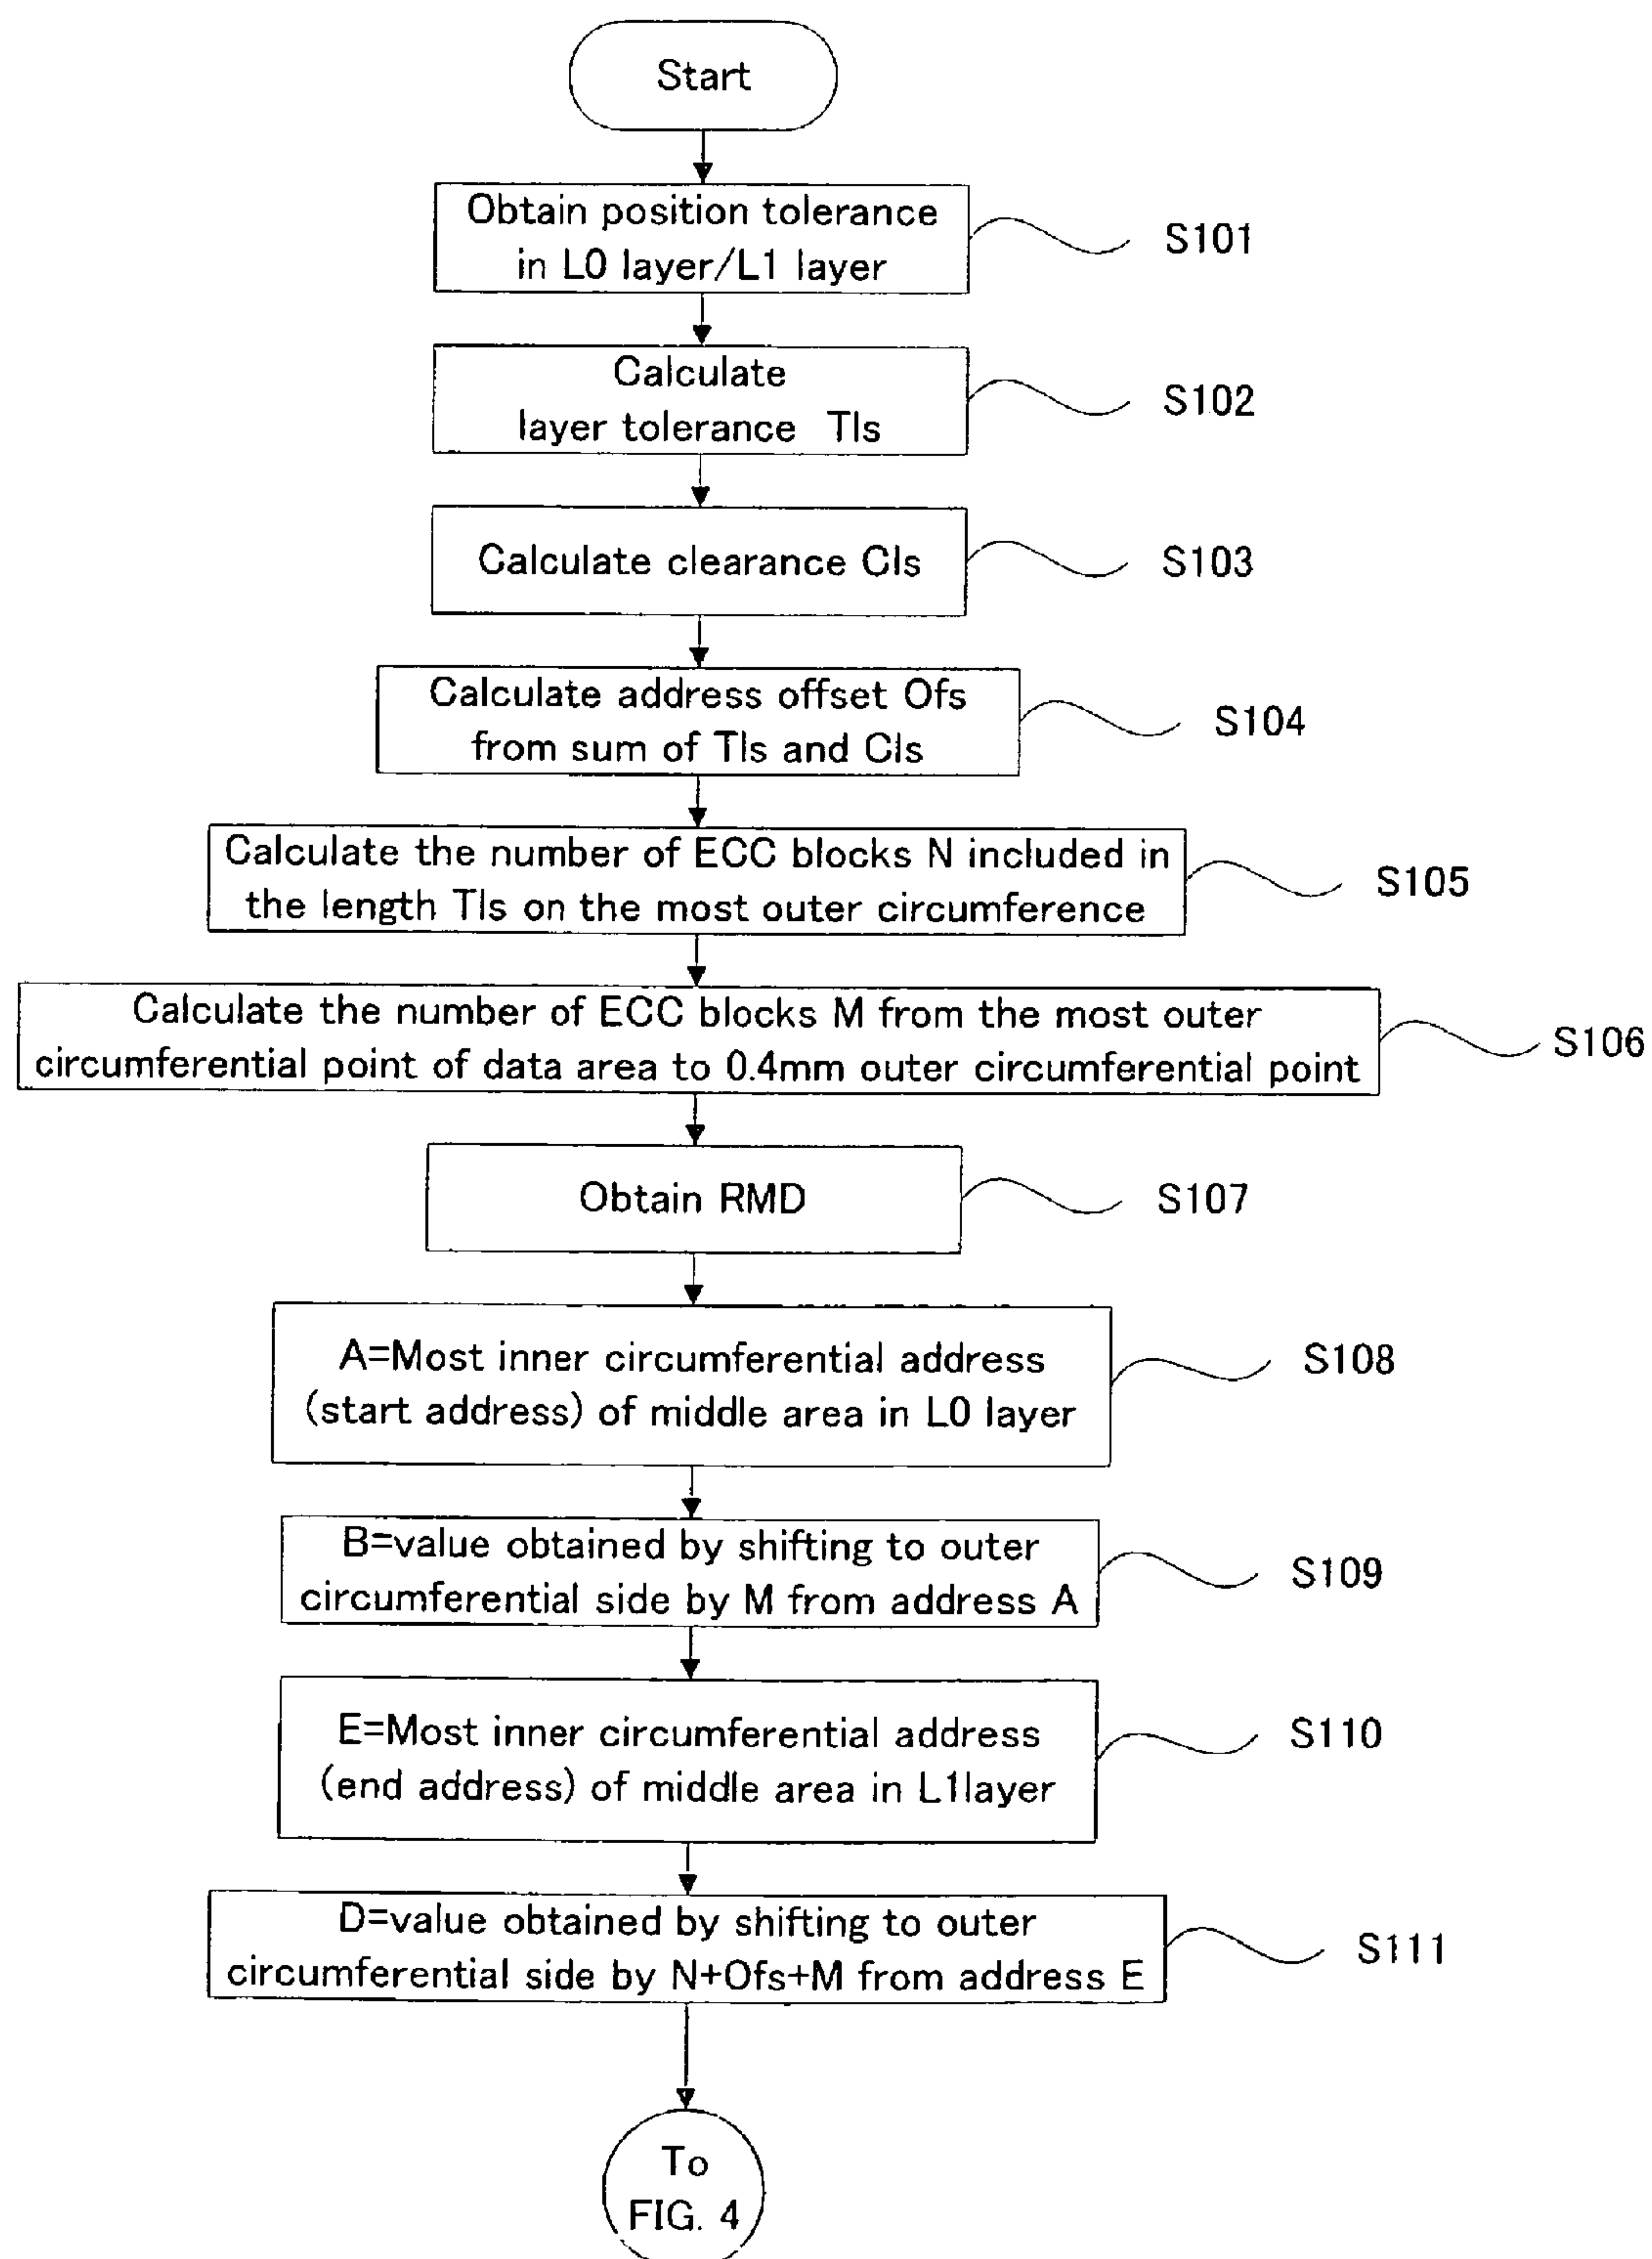 Start
Obtain position tolerance
in L0 layer/L1 layer
S101
Calculate
layer tolerance Tls
S102
Calculate clearance Cls
S103
Calculate address offset Ofs
from sum of Tls and Cls
S104
Calculate the number of ECC blocks N included in
the length Tls on the most outer circumference
S105
Calculate the number of ECC blocks M from the most outer
circumferential point of data area to 0.4mm outer circumferential point
S106
Obtain RMD
S107
A=Most inner circumferential address
(start address) of middle area in L0 layer
S108
B=value obtained by shifting to outer
circumferential side by M from address A
S109
E=Most inner circumferential address
(end address) of middle area in L1layer
S110
D=value obtained by shifting to outer
circumferential side by N+Ofs+M from address E
S111
To
FIG. 4